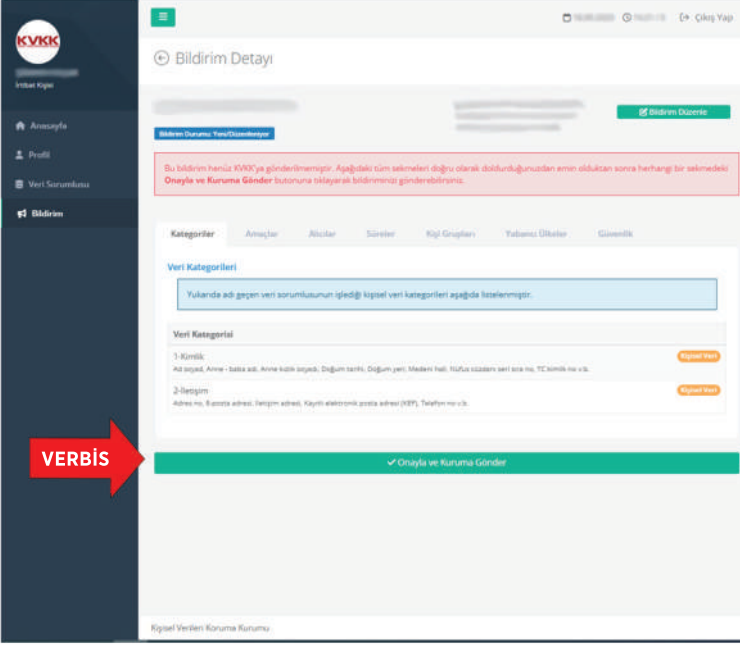 KVKK
İrtibat Kişisi
Anasayfa
Profil
Veri Sorumlusu
Bildirim
Çıkış Yap
Bildirim Detayı
Bildirim Durumu: Yeni/Düzenleniyor
Bildirim Düzenle
Bu bildirim henüz KVKK'ya gönderilmemiştir. Aşağıdaki tüm sekmeleri doğru olarak doldurduğunuzdan emin olduktan sonra herhangi bir sekmedeki
Onayla ve Kuruma Gönder butonuna tıklayarak bildiriminizi gönderebilirsiniz.
Kategoriler Amaçlar Alıcılar Süreler Kişi Grupları Yabancı Ülkeler Güvenlik
Veri Kategorileri
Yukarıda adı geçen veri sorumlusunun işlediği kişisel veri kategorileri aşağıda listelenmiştir.
Veri Kategorisi
1-Kimlik
Kişisel Veri
Ad soyad, Anne - baba adı, Anne kızlık soyadı, Doğum tarihi, Doğum yeri, Medeni hali, Nüfus cüzdanı seri sıra no, TC kimlik no v.b.
2-İletişim
Kişisel Veri
Adres no, E-posta adresi, İletişim adresi, Kayıtlı elektronik posta adresi (KEP), Telefon no v.b.
VERBİS
Onayla ve Kuruma Gönder
Kişisel Verileri Koruma Kurumu